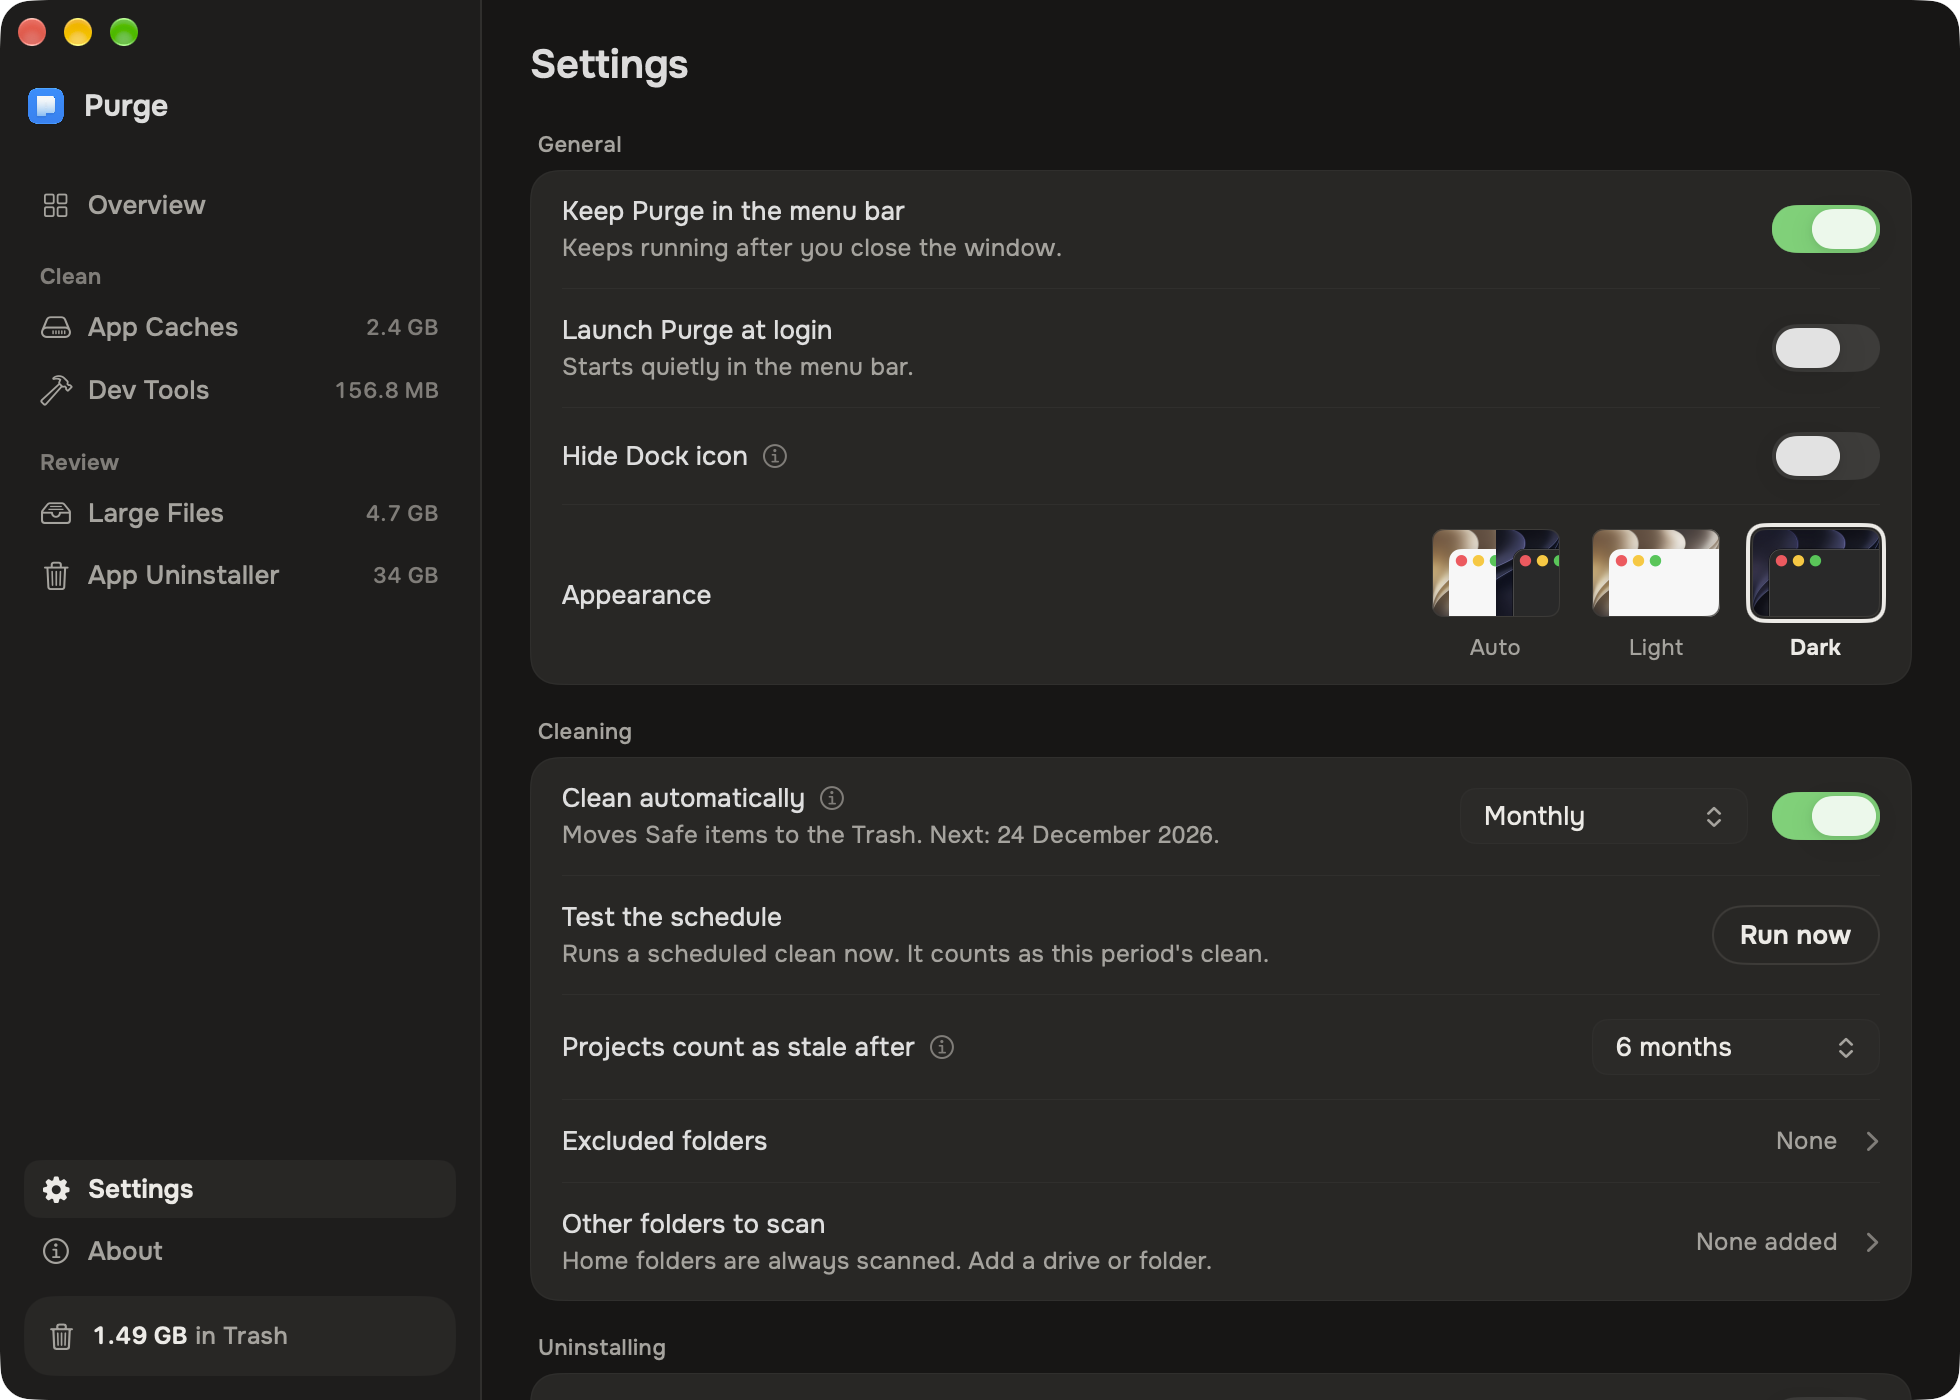 Purge
Overview
Clean
App Caches 2.4 GB
Dev Tools 156.8 MB
Review
Large Files 4.7 GB
App Uninstaller 34 GB
Settings
About
1.49 GB in Trash
Settings
General
Keep Purge in the menu bar
Keeps running after you close the window.
Launch Purge at login
Starts quietly in the menu bar.
Hide Dock icon
Appearance
Auto Light Dark
Cleaning
Clean automatically
Moves Safe items to the Trash. Next: 24 December 2026.
Monthly
Test the schedule
Runs a scheduled clean now. It counts as this period's clean.
Run now
Projects count as stale after
6 months
Excluded folders
None
Other folders to scan
Home folders are always scanned. Add a drive or folder.
None added
Uninstalling